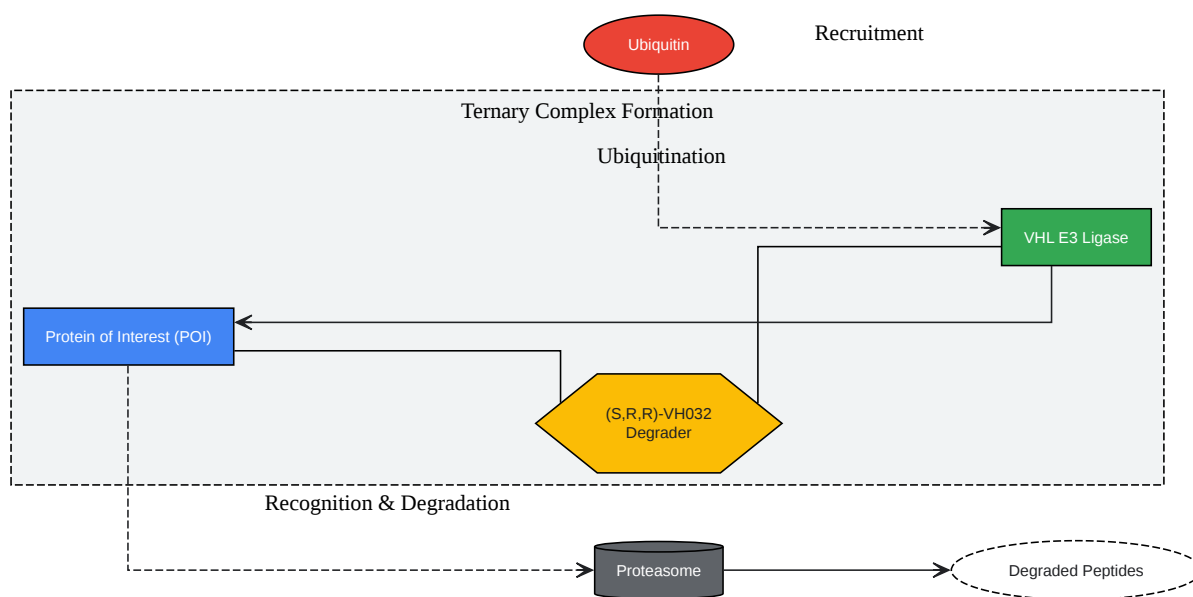 Recruitment
Ubiquitin
Ternary Complex Formation
Ubiquitination
VHL E3 Ligase
Protein of Interest (POI)
(S,R,R)-VH032
Degrader
Recognition & Degradation
Proteasome
Degraded Peptides